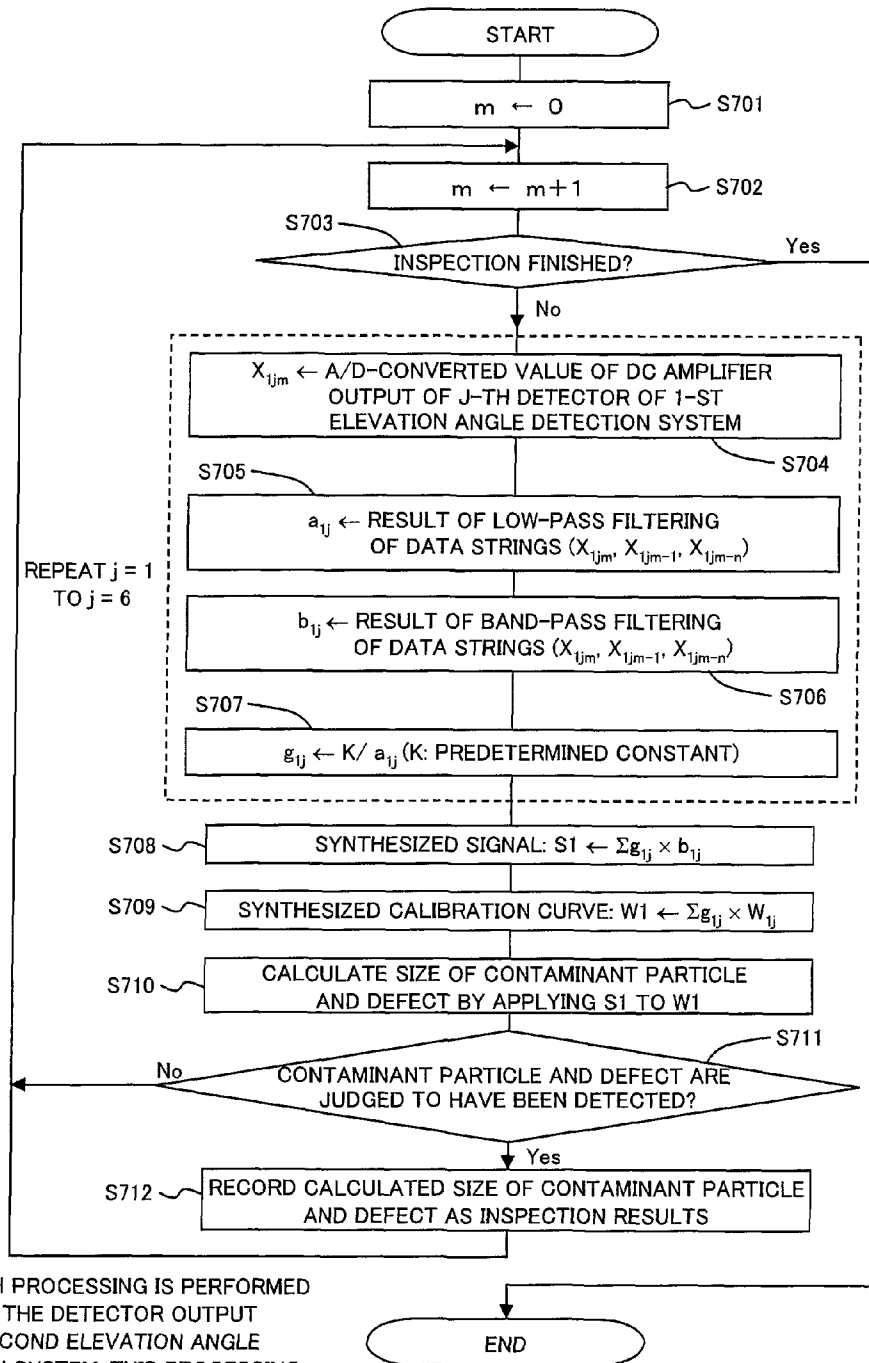 START
m ← 0
S701
m ← m+1
S702
S703
INSPECTION FINISHED?
Yes
No
X₁ⱼₘ ← A/D-CONVERTED VALUE OF DC AMPLIFIER
OUTPUT OF J-TH DETECTOR OF 1-ST
ELEVATION ANGLE DETECTION SYSTEM
S704
S705
a₁ⱼ ← RESULT OF LOW-PASS FILTERING
OF DATA STRINGS (X₁ⱼₘ, X₁ⱼₘ₋₁, X₁ⱼₘ₋ₙ)
REPEAT j = 1
TO j = 6
b₁ⱼ ← RESULT OF BAND-PASS FILTERING
OF DATA STRINGS (X₁ⱼₘ, X₁ⱼₘ₋₁, X₁ⱼₘ₋ₙ)
S706
S707
g₁ⱼ ← K/ a₁ⱼ (K: PREDETERMINED CONSTANT)
S708
SYNTHESIZED SIGNAL: S1 ← Σg₁ⱼ × b₁ⱼ
S709
SYNTHESIZED CALIBRATION CURVE: W1 ← Σg₁ⱼ × W₁ⱼ
S710
CALCULATE SIZE OF CONTAMINANT PARTICLE
AND DEFECT BY APPLYING S1 TO W1
S711
No
CONTAMINANT PARTICLE AND DEFECT ARE
JUDGED TO HAVE BEEN DETECTED?
Yes
S712
RECORD CALCULATED SIZE OF CONTAMINANT PARTICLE
AND DEFECT AS INSPECTION RESULTS
H PROCESSING IS PERFORMED
THE DETECTOR OUTPUT
COND ELEVATION ANGLE
END